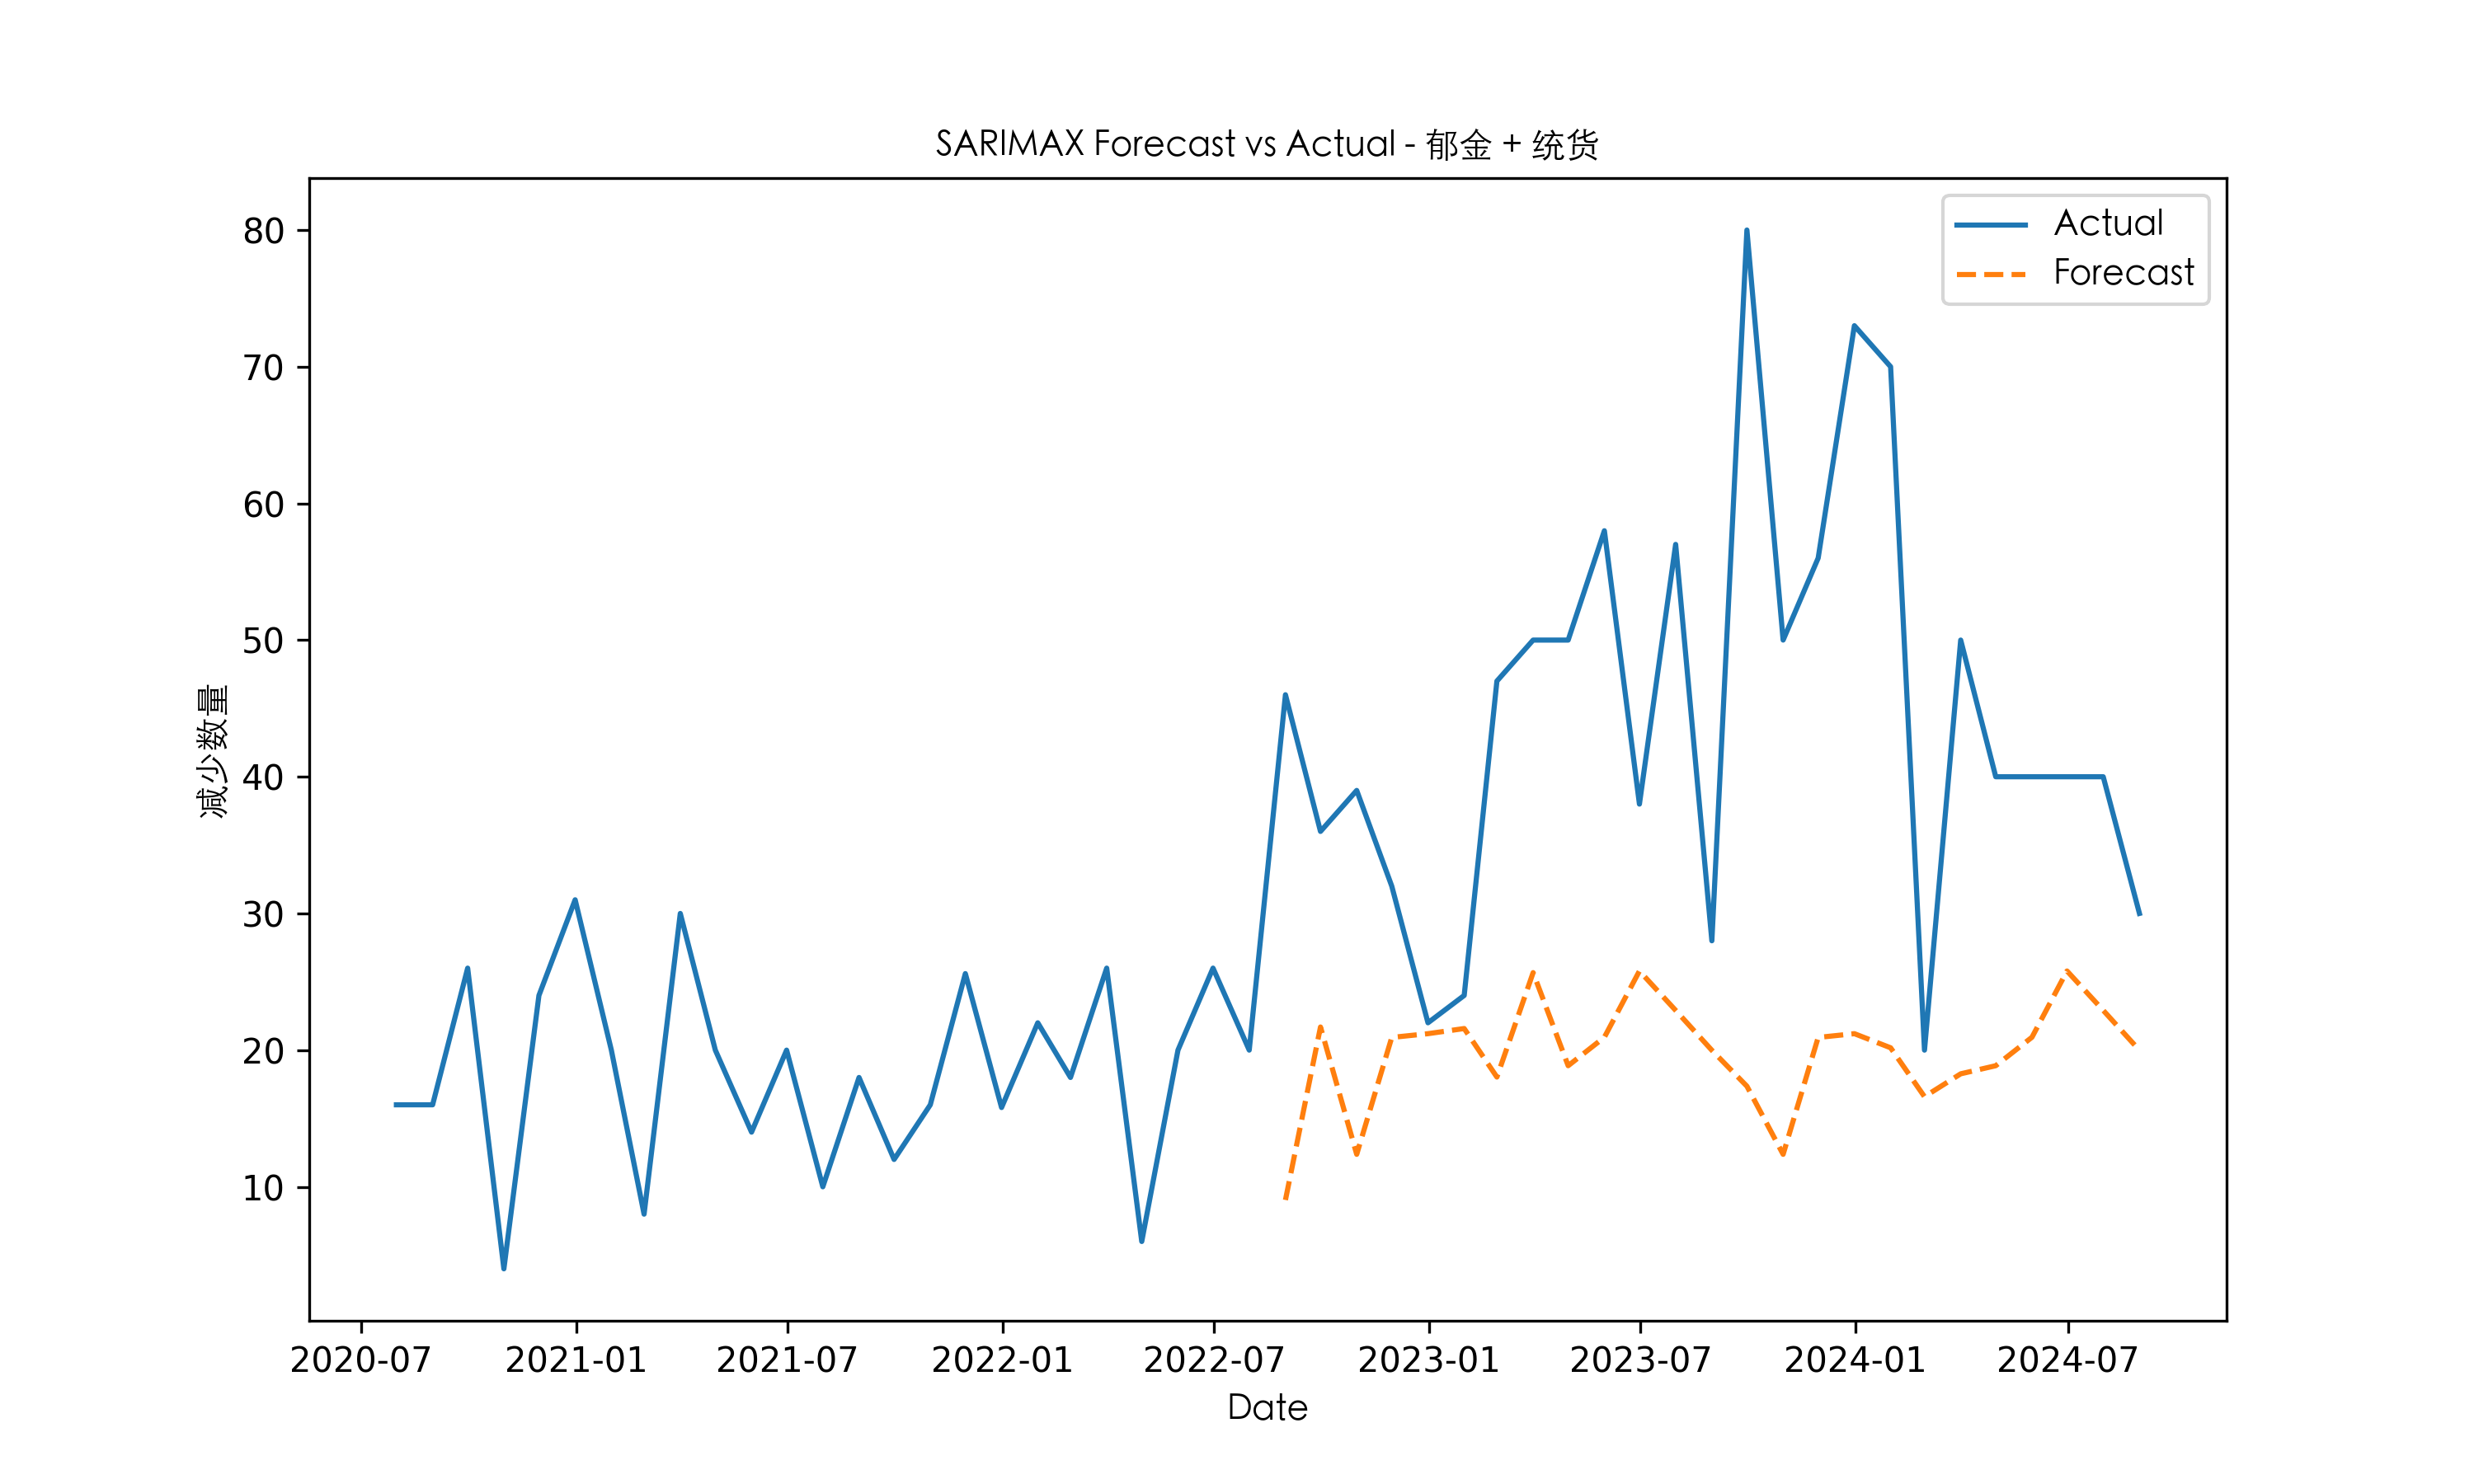 SARIMAX Forecast vs Actual - 郁金 + 统货
Actual
Forecast
80
70
60
50
40
30
20
10
减少数量
2020-07 2021-01 2021-07 2022-01 2022-07 2023-01 2023-07 2024-01 2024-07
Date